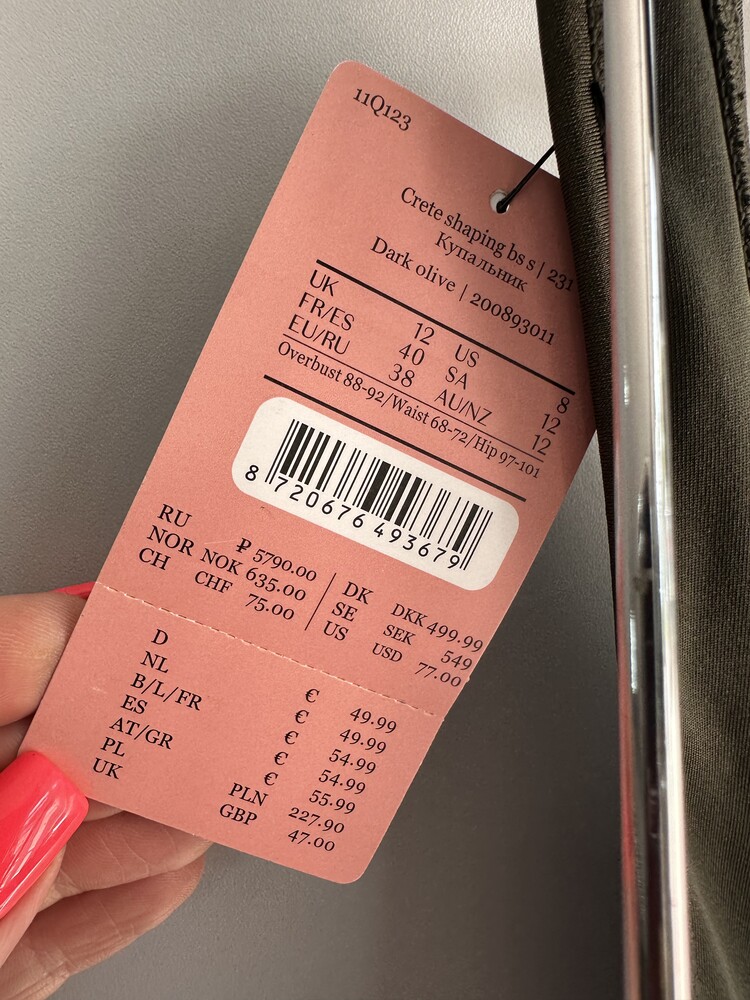 11Q123
Crete shaping bs s | 231
Купальник
Dark olive | 200893011
UK 12 US 8
FR/ES 40 SA 12
EU/RU 38 AU/NZ 12
Overbust 88-92/Waist 68-72/Hip 97-101
8 720676 493679
RU ₽ 5790.00 DK DKK 499.99
NOR NOK 635.00 SE SEK 549
CH CHF 75.00 US USD 77.00
D € 49.99
NL € 49.99
B/L/FR € 54.99
ES € 54.99
AT/GR € 55.99
PL PLN 227.90
UK GBP 47.00